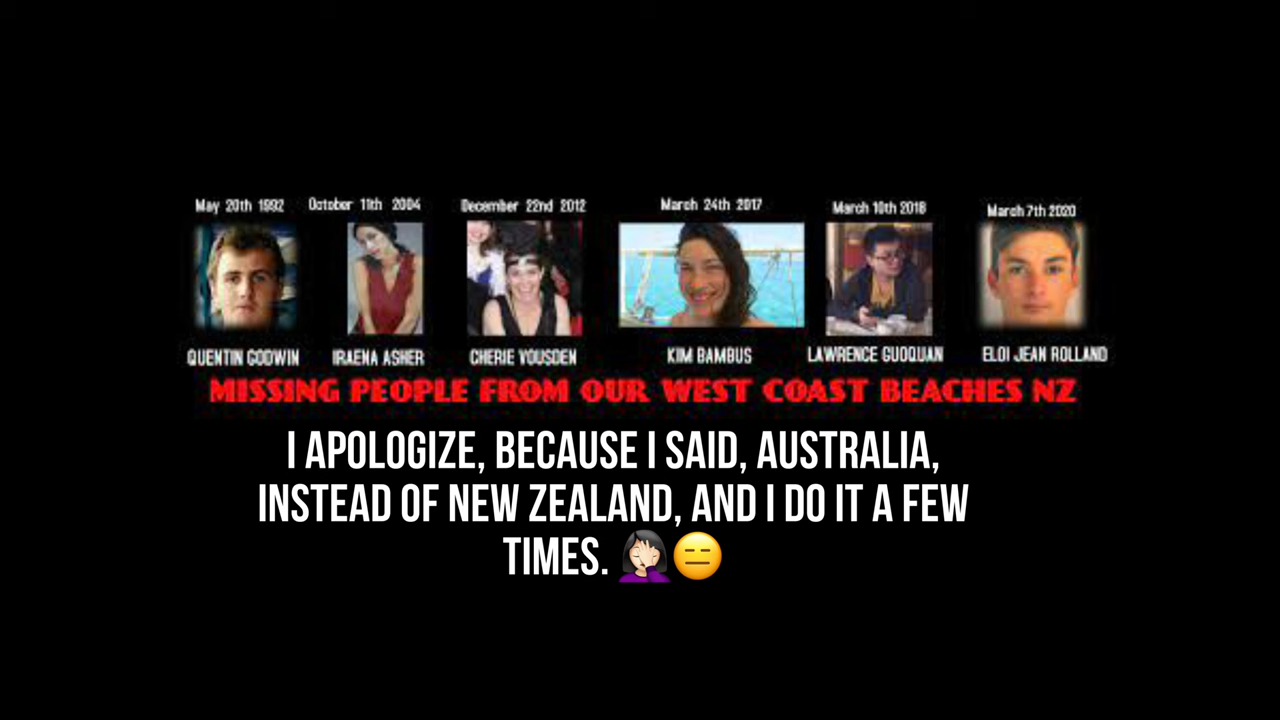 May 20th 1992 October 11th 2004 December 22nd 2012 March 24th 2017 March 10th 2018 March 7th 2020
QUENTIN GODWIN IRAENA ASHER CHERIE VOUSDEN KIM BAMBUS LAWRENCE GUOQUAN ELOI JEAN ROLLAND
MISSING PEOPLE FROM OUR WEST COAST BEACHES NZ
I APOLOGIZE, BECAUSE I SAID, AUSTRALIA,
INSTEAD OF NEW ZEALAND, AND I DO IT A FEW
TIMES. 🤦🏻‍♀️😑